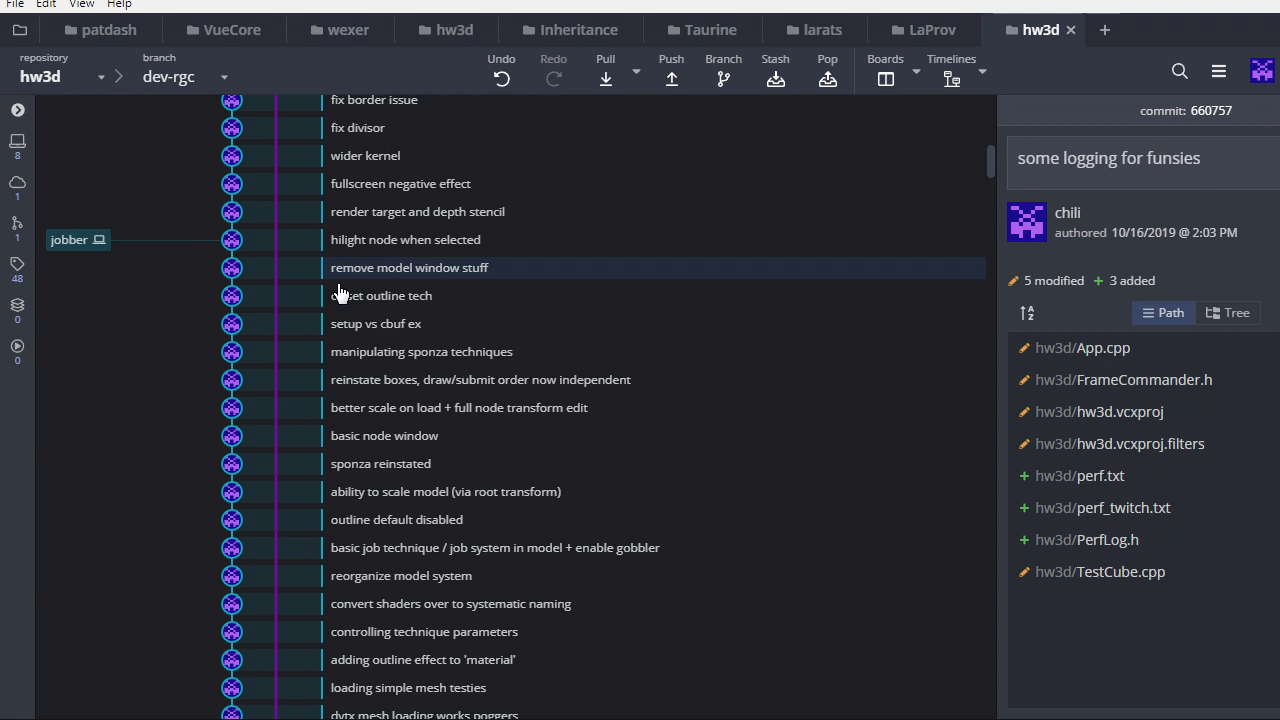 File Edit View Help
patdash VueCore wexer hw3d Inheritance Taurine larats LaProv hw3d
repository branch Undo Redo Pull Push Branch Stash Pop Boards Timelines
hw3d dev-rgc
commit: 660757
some logging for funsies
chili
authored 10/16/2019 @ 2:03 PM
5 modified + 3 added
Path Tree
hw3d/App.cpp
hw3d/FrameCommander.h
hw3d/hw3d.vcxproj
hw3d/hw3d.vcxproj.filters
+ hw3d/perf.txt
+ hw3d/perf_twitch.txt
+ hw3d/PerfLog.h
hw3d/TestCube.cpp
8
1
1
48
0
0
jobber
fix border issue
fix divisor
wider kernel
fullscreen negative effect
render target and depth stencil
hilight node when selected
remove model window stuff
outline tech
setup vs cbuf ex
manipulating sponza techniques
reinstate boxes, draw/submit order now independent
better scale on load + full node transform edit
basic node window
sponza reinstated
ability to scale model (via root transform)
outline default disabled
basic job technique / job system in model + enable gobbler
reorganize model system
convert shaders over to systematic naming
controlling technique parameters
adding outline effect to 'material'
loading simple mesh testies
dvtx mesh loading works poggers